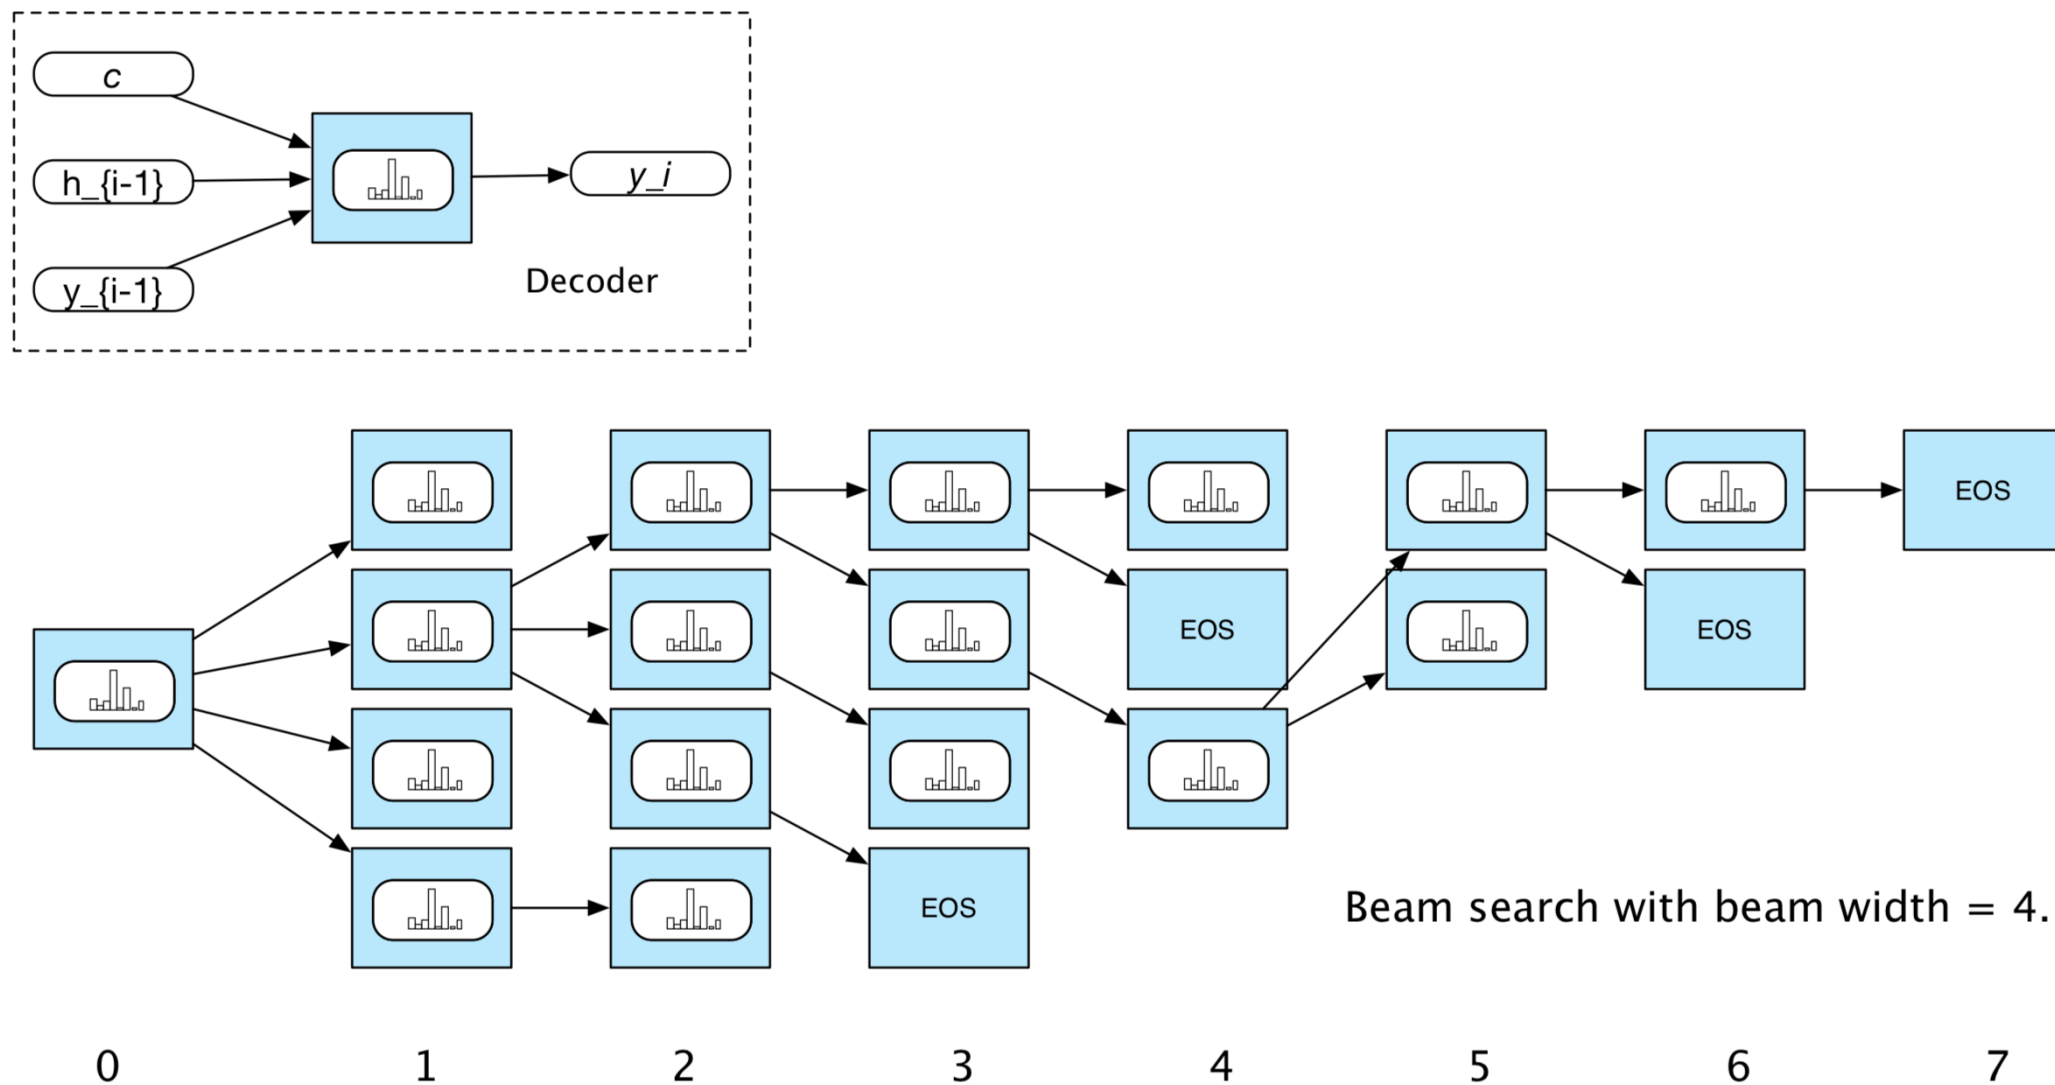 c
h_{i-1}
y_i
y_{i-1}
Decoder
EOS
EOS
EOS
EOS
Beam search with beam width = 4.
0 1 2 3 4 5 6 7